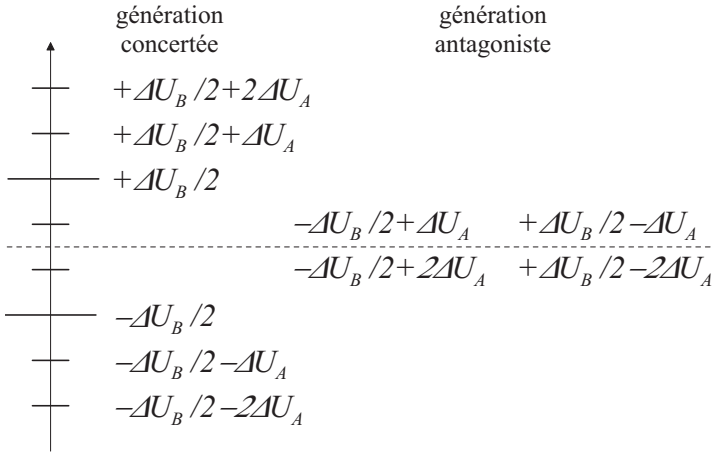 génération génération
concertée antagoniste
+ΔU_B/2+2ΔU_A
+ΔU_B/2+ΔU_A
+ΔU_B/2
−ΔU_B/2+ΔU_A +ΔU_B/2−ΔU_A
−ΔU_B/2+2ΔU_A +ΔU_B/2−2ΔU_A
−ΔU_B/2
−ΔU_B/2−ΔU_A
−ΔU_B/2−2ΔU_A